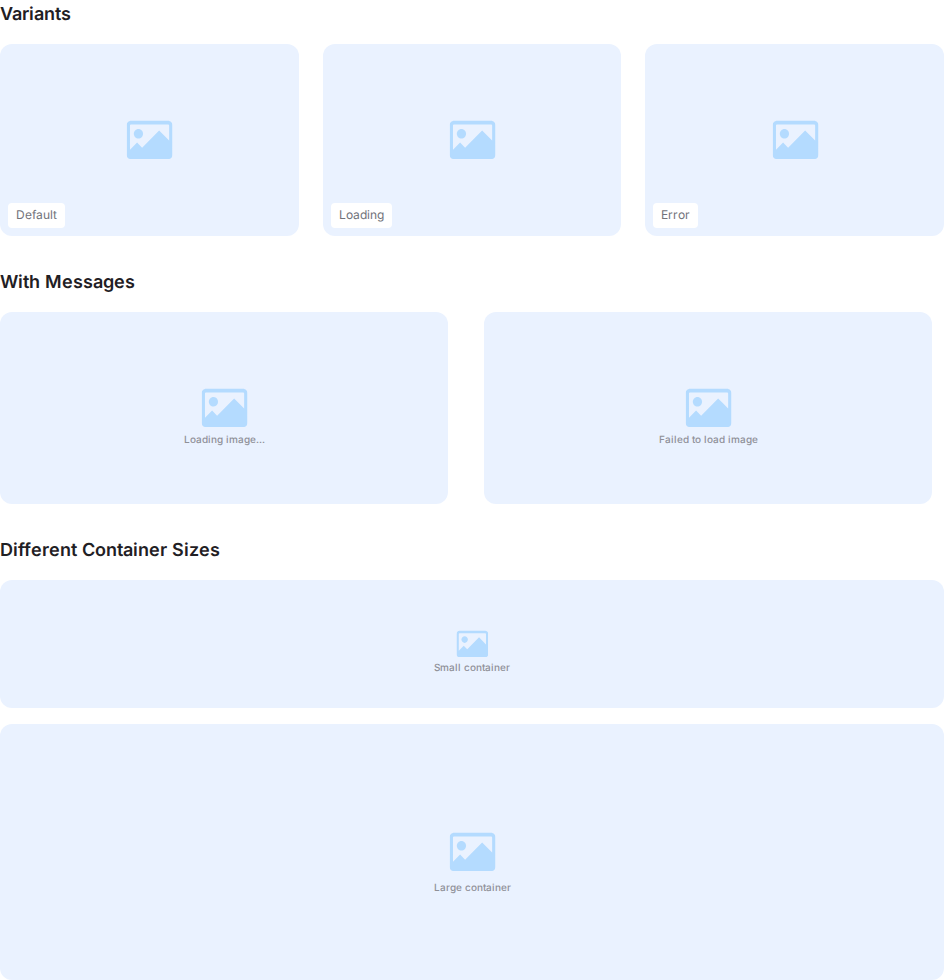 Variants
Default
Loading
Error
With Messages
Loading image...
Failed to load image
Different Container Sizes
Small container
Large container